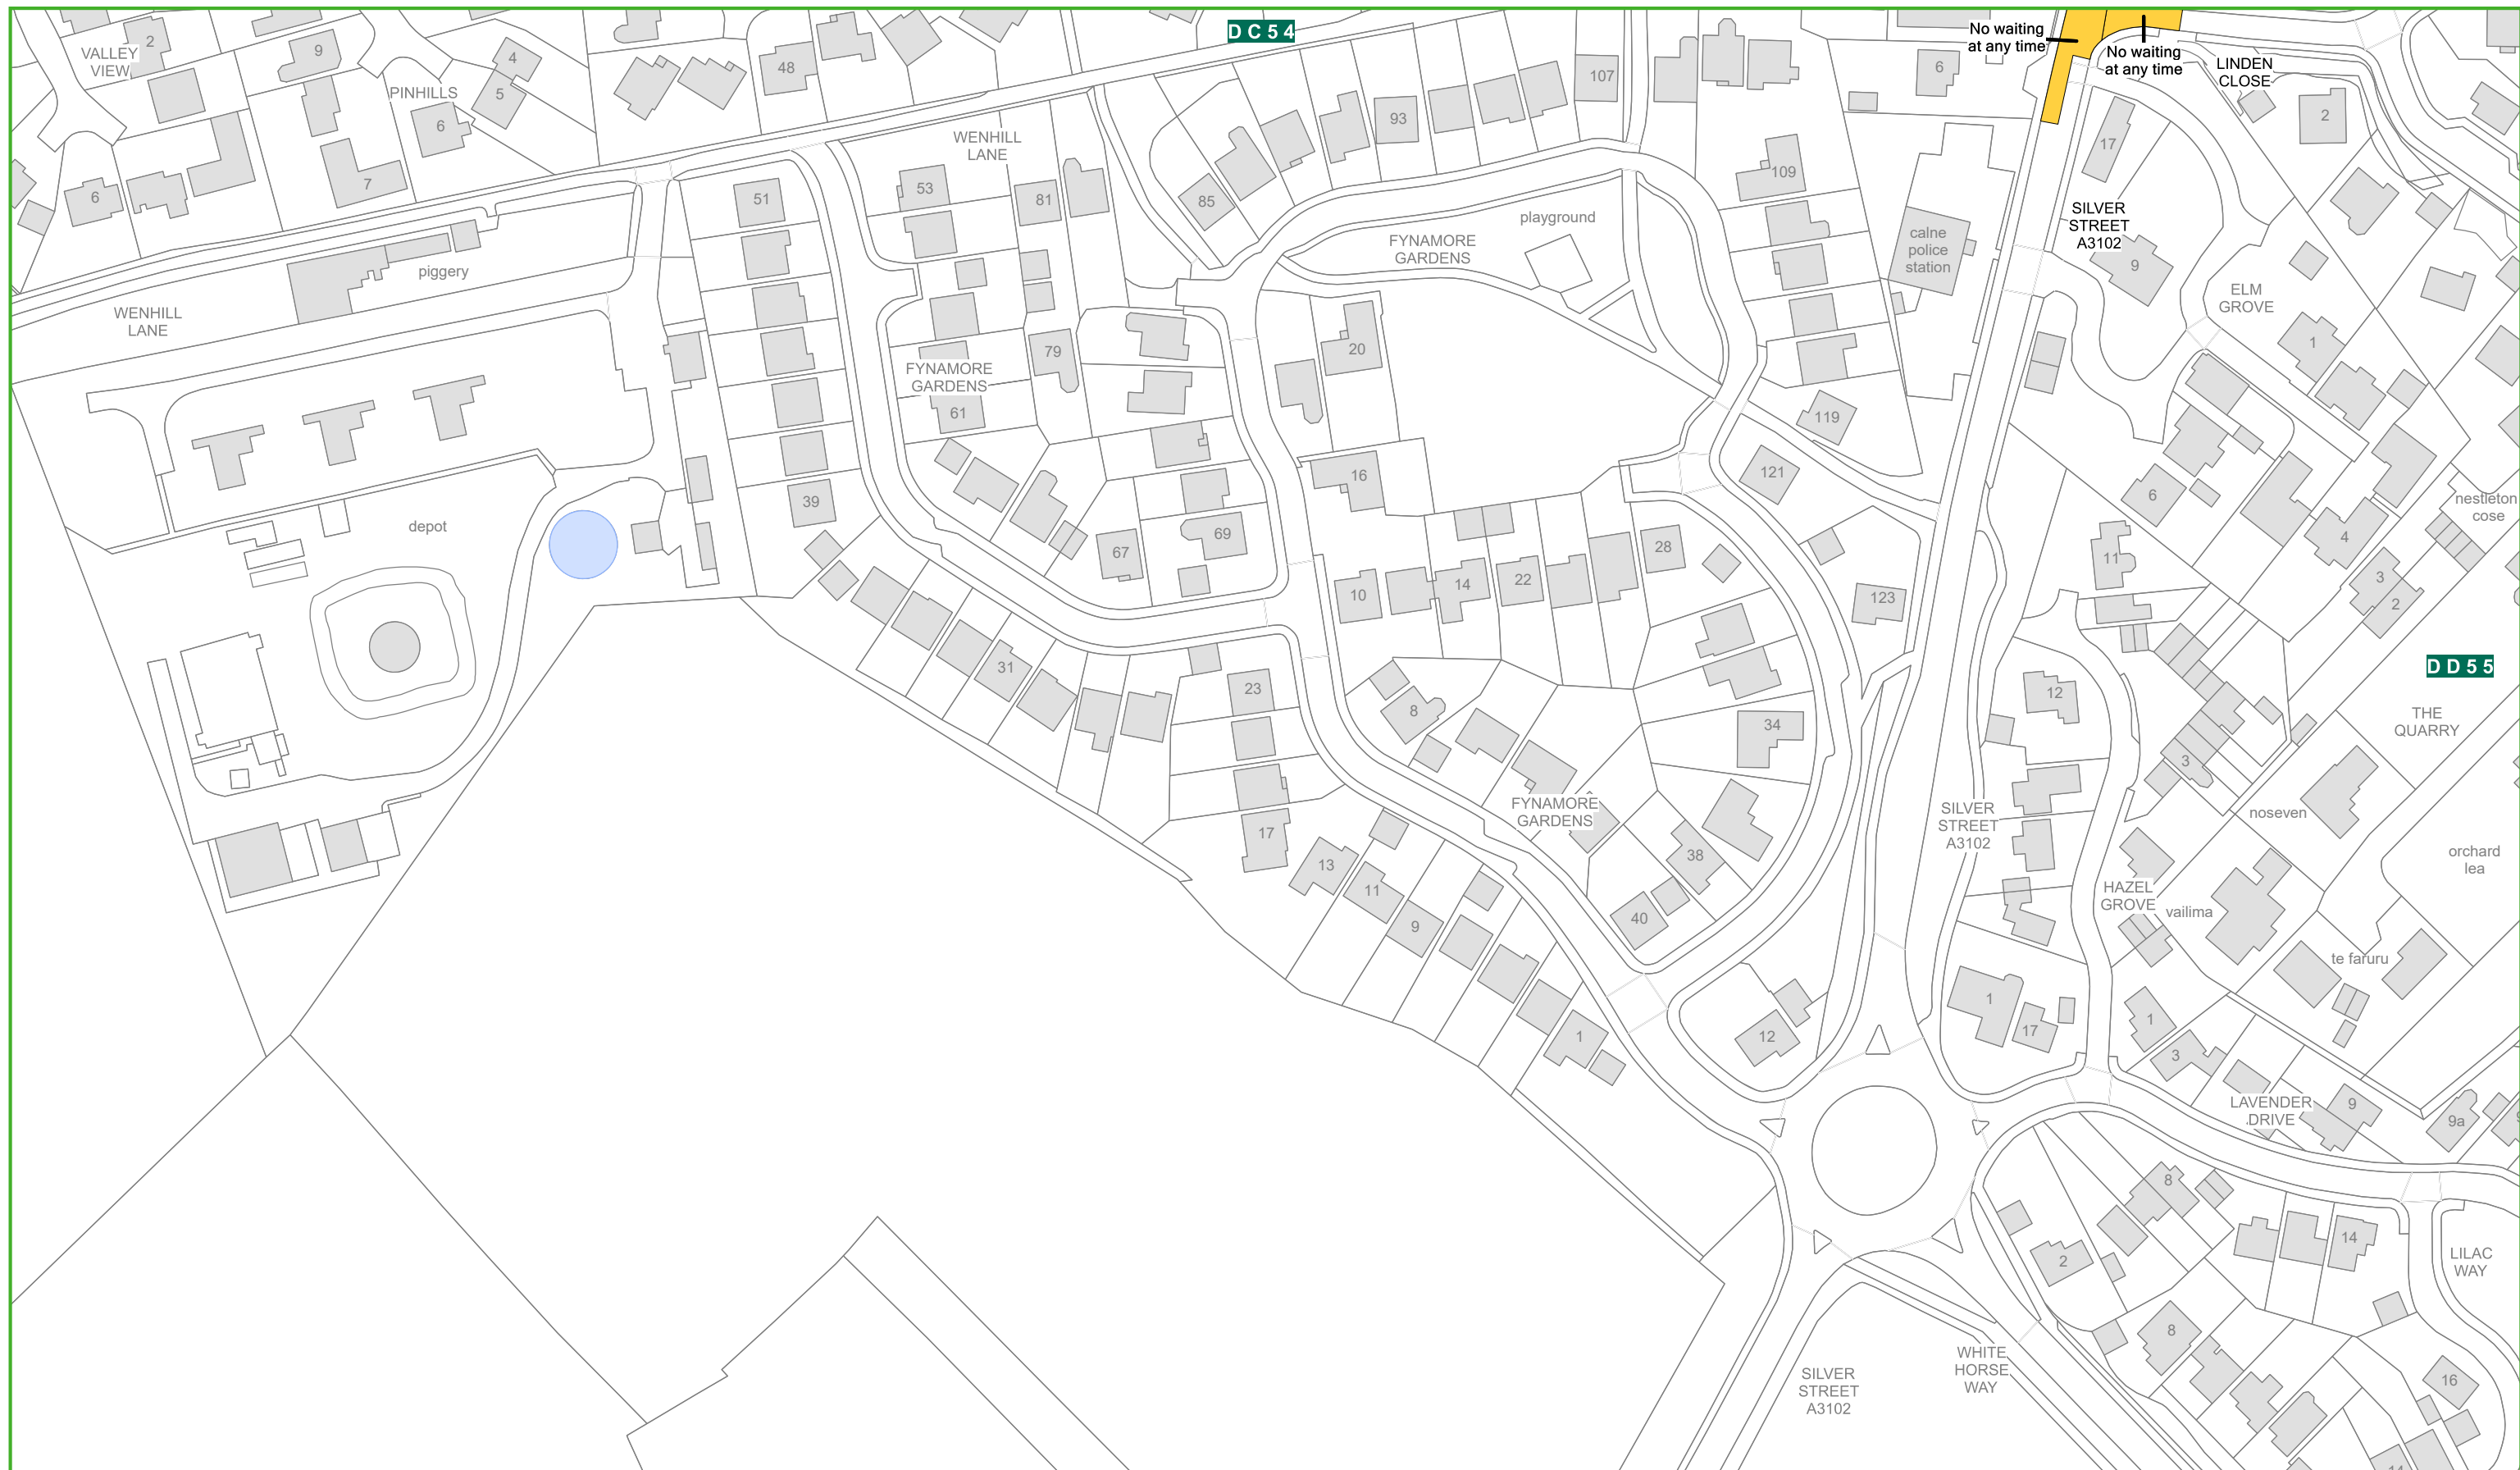 DC54
No waiting
at any time
No waiting
at any time
LINDEN
CLOSE
VALLEY
VIEW
2
9
4
5
PINHILLS
6
7
6
48
107
6
2
17
WENHILL
LANE
93
85
53
81
51
109
playground
FYNAMORE
GARDENS
calne
police
station
SILVER
STREET
A3102
9
ELM
GROVE
1
piggery
WENHILL
LANE
79
20
FYNAMORE
GARDENS
61
119
121
16
39
67
69
28
6
4
nestleton
cose
depot
11
3
2
10
14
22
123
31
23
8
34
12
DD55
THE
QUARRY
3
noseven
FYNAMORE
GARDENS
SILVER
STREET
A3102
17
13
11
9
38
40
HAZEL
GROVE
vailima
orchard
lea
te faruru
1
17
1
12
1
3
LAVENDER
DRIVE
9
9a
8
2
14
LILAC
WAY
8
16
WHITE
HORSE
WAY
SILVER
STREET
A3102